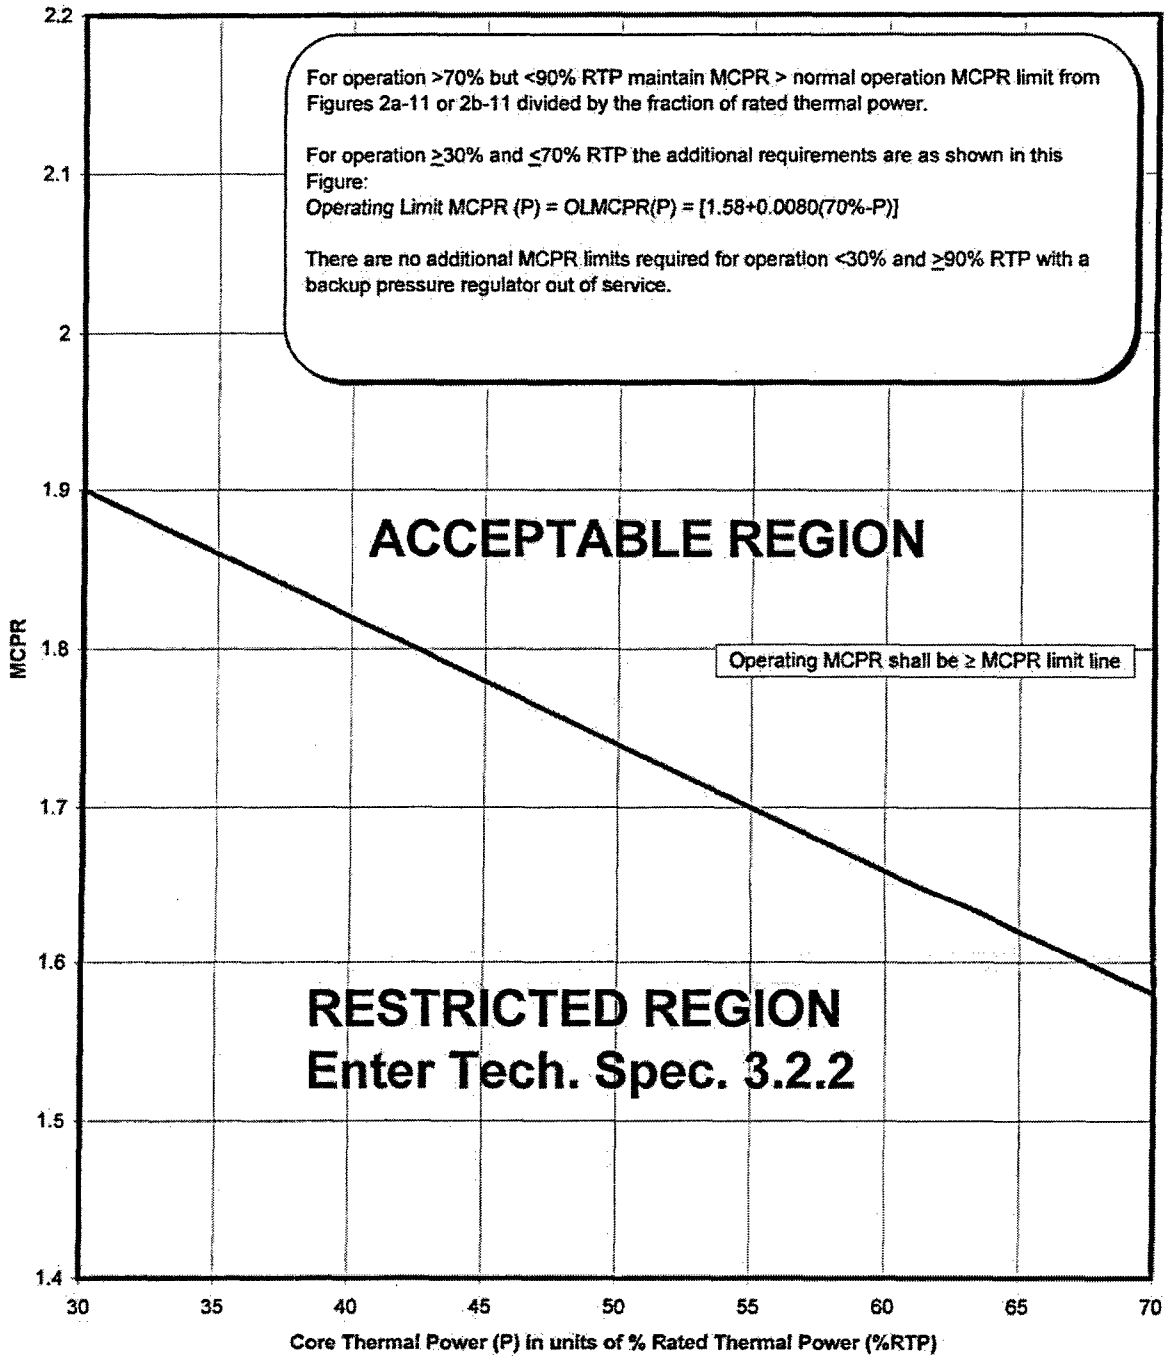 2.2
For operation >70% but <90% RTP maintain MCPR > normal operation MCPR limit from
Figures 2a-11 or 2b-11 divided by the fraction of rated thermal power.
For operation ≥30% and ≤70% RTP the additional requirements are as shown in this
Figure:
Operating Limit MCPR (P) = OLMCPR(P) = [1.58+0.0080(70%-P)]
There are no additional MCPR limits required for operation <30% and ≥90% RTP with a
backup pressure regulator out of service.
2.1
2
1.9
ACCEPTABLE REGION
MCPR
1.8
Operating MCPR shall be ≥ MCPR limit line
1.7
1.6
RESTRICTED REGION
Enter Tech. Spec. 3.2.2
1.5
1.4
30 35 40 45 50 55 60 65 70
Core Thermal Power (P) in units of % Rated Thermal Power (%RTP)